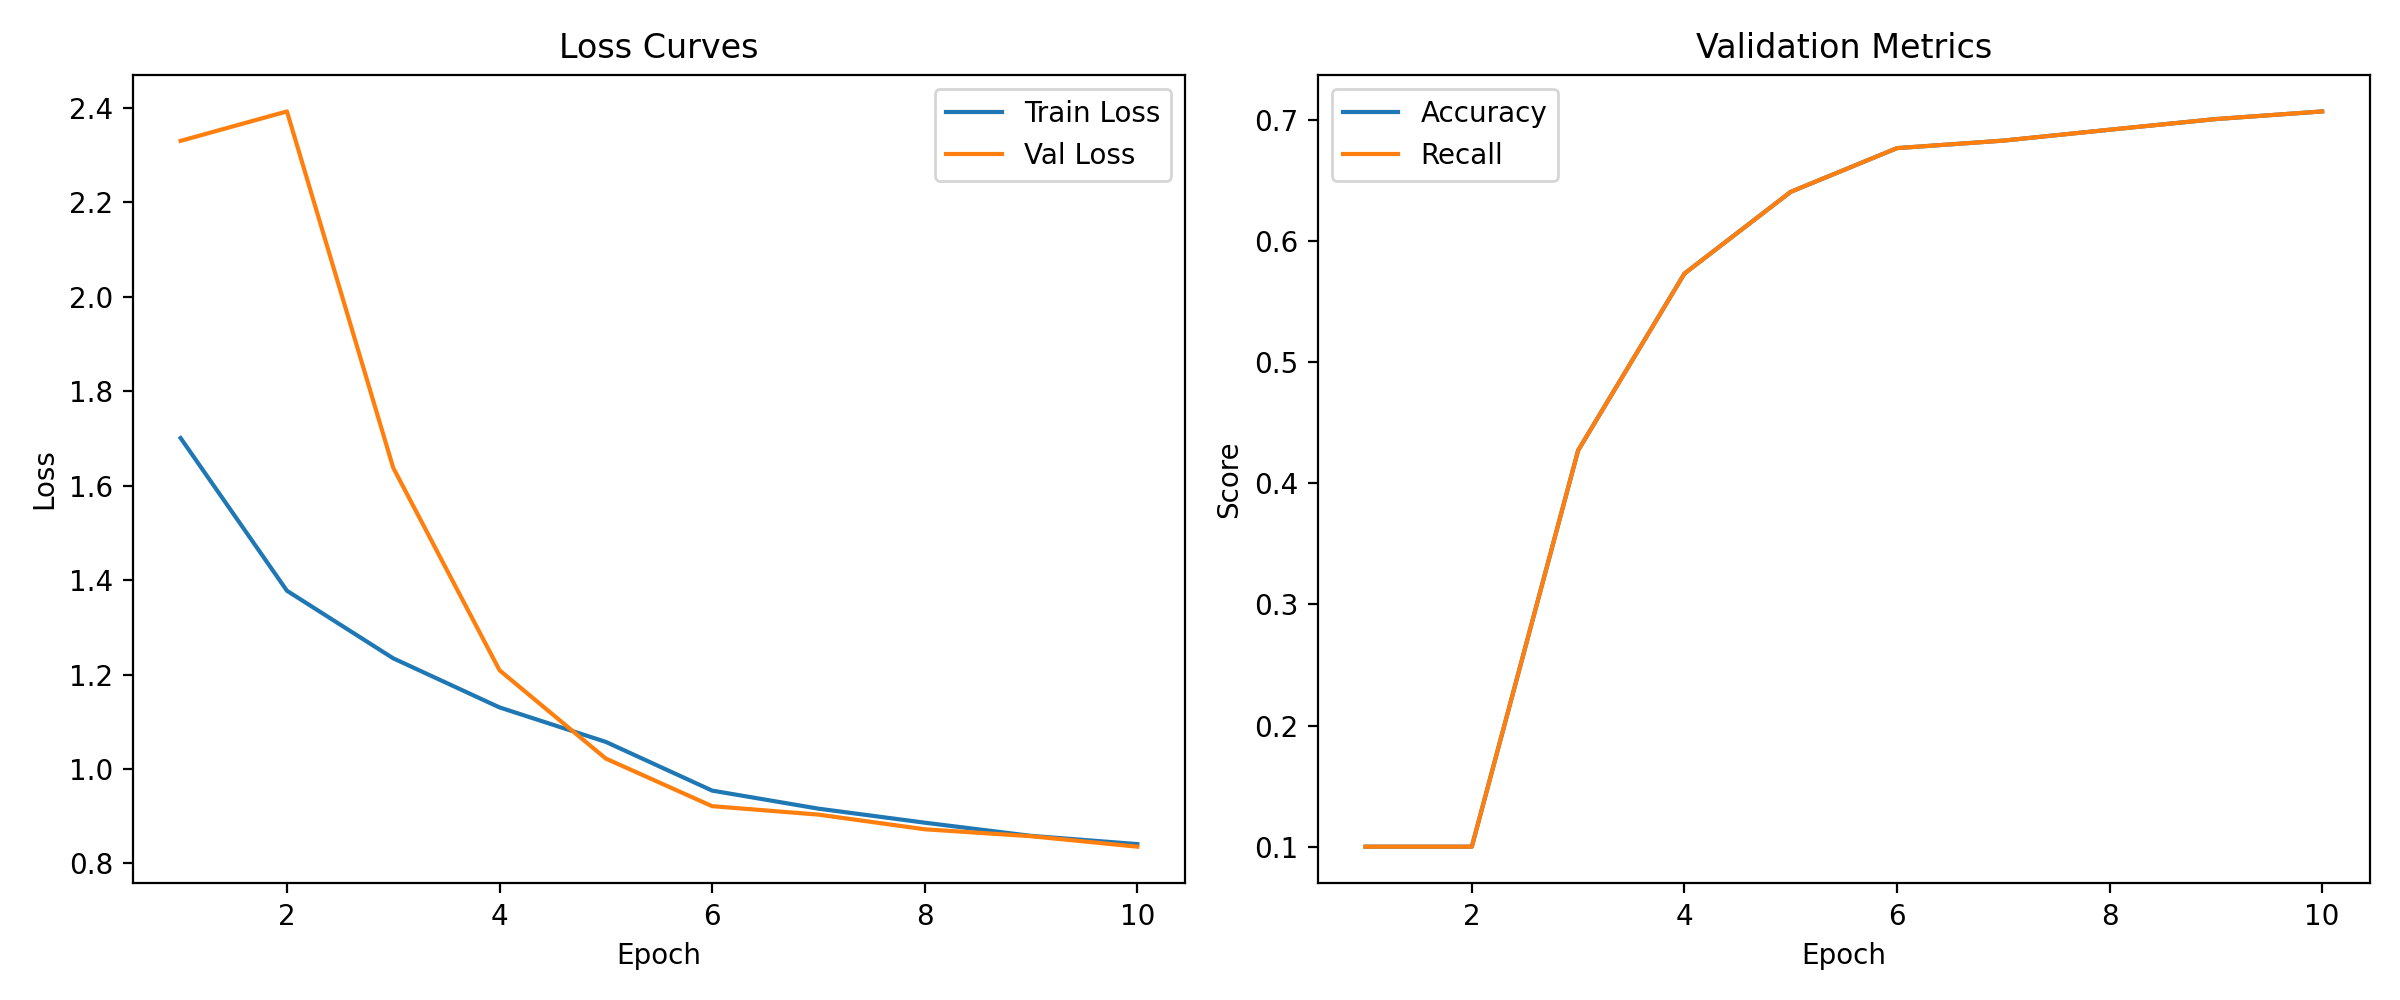 Loss Curves
2.4
2.2
2.0
1.8
1.6
1.4
1.2
1.0
0.8
Loss
2
4
6
8
10
Epoch
Train Loss
Val Loss
Validation Metrics
0.7
0.6
0.5
0.4
0.3
0.2
0.1
Score
2
4
6
8
10
Epoch
Accuracy
Recall